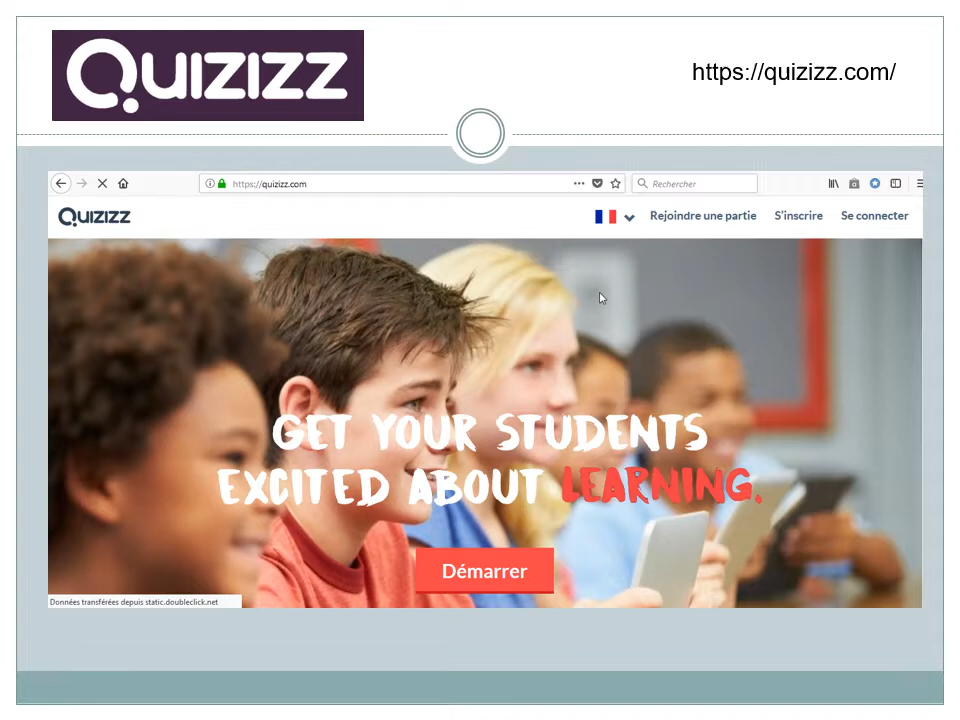 QUIZIZZ
https://quizizz.com/
https://quizizz.com
Rechercher
QUIZIZZ
Rejoindre une partie S'inscrire Se connecter
GET YOUR STUDENTS
EXCITED ABOUT LEARNING.
Démarrer
Données transférées depuis static.doubleclick.net